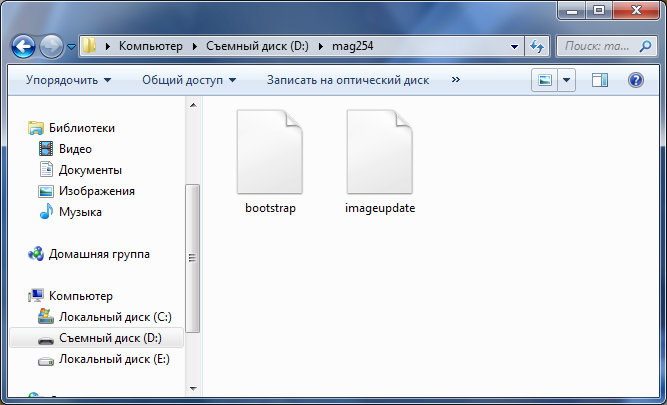 Компьютер ▸ Съемный диск (D:) ▸ mag254
Поиск: ma...
Упорядочить ▾ Общий доступ ▾ Записать на оптический диск »
Библиотеки
Видео
Документы
Изображения
Музыка
Домашняя группа
Компьютер
Локальный диск (C:)
Съемный диск (D:)
Локальный диск (E:)
bootstrap
imageupdate